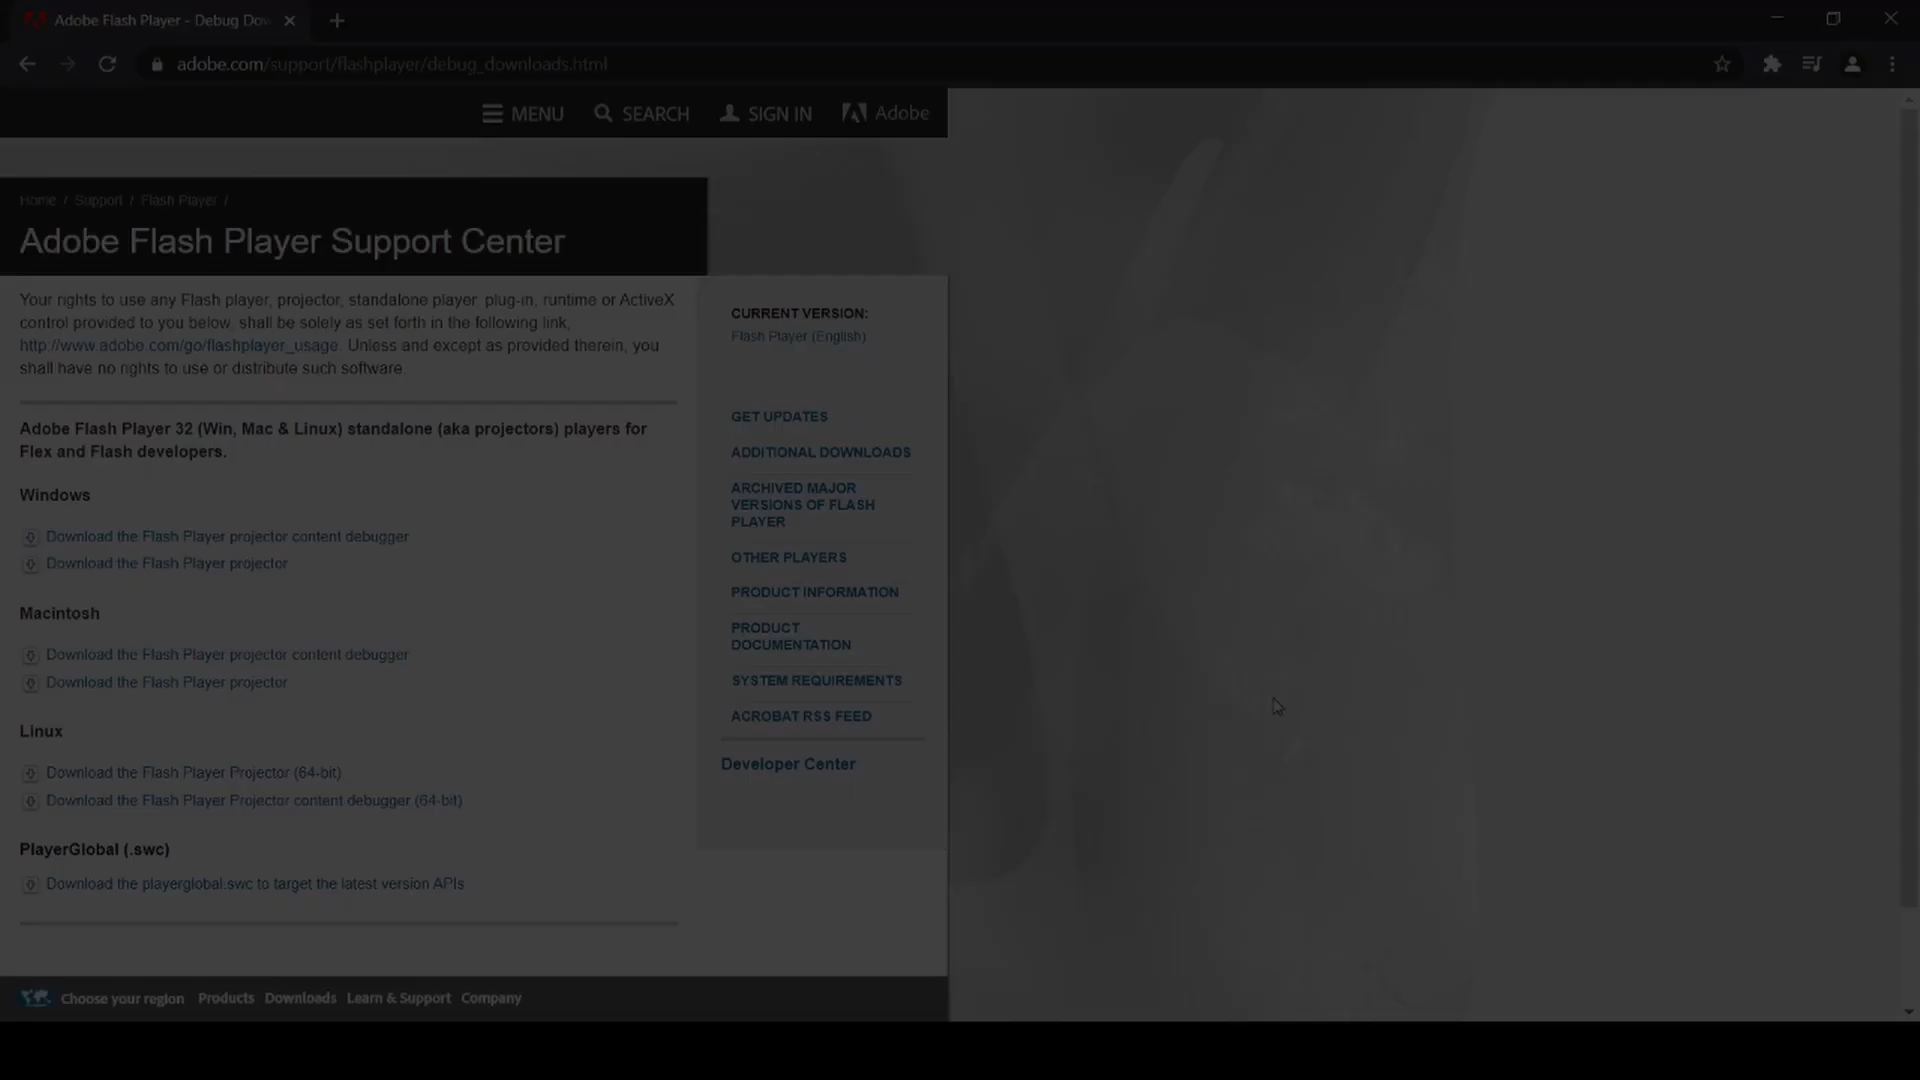 Adobe Flash Player - Debug Dow
adobe.com/support/flashplayer/debug_downloads.html
MENU SEARCH SIGN IN Adobe
Home / Support / Flash Player /
Adobe Flash Player Support Center
Your rights to use any Flash player, projector, standalone player, plug-in, runtime or ActiveX
control provided to you below, shall be solely as set forth in the following link,
http://www.adobe.com/go/flashplayer_usage. Unless and except as provided therein, you
shall have no rights to use or distribute such software.
Adobe Flash Player 32 (Win, Mac & Linux) standalone (aka projectors) players for
Flex and Flash developers.
Windows
Download the Flash Player projector content debugger
Download the Flash Player projector
Macintosh
Download the Flash Player projector content debugger
Download the Flash Player projector
Linux
Download the Flash Player Projector (64-bit)
Download the Flash Player Projector content debugger (64-bit)
PlayerGlobal (.swc)
Download the playerglobal.swc to target the latest version APIs
CURRENT VERSION:
Flash Player (English)
GET UPDATES
ADDITIONAL DOWNLOADS
ARCHIVED MAJOR
VERSIONS OF FLASH
PLAYER
OTHER PLAYERS
PRODUCT INFORMATION
PRODUCT
DOCUMENTATION
SYSTEM REQUIREMENTS
ACROBAT RSS FEED
Developer Center
Choose your region Products Downloads Learn & Support Company